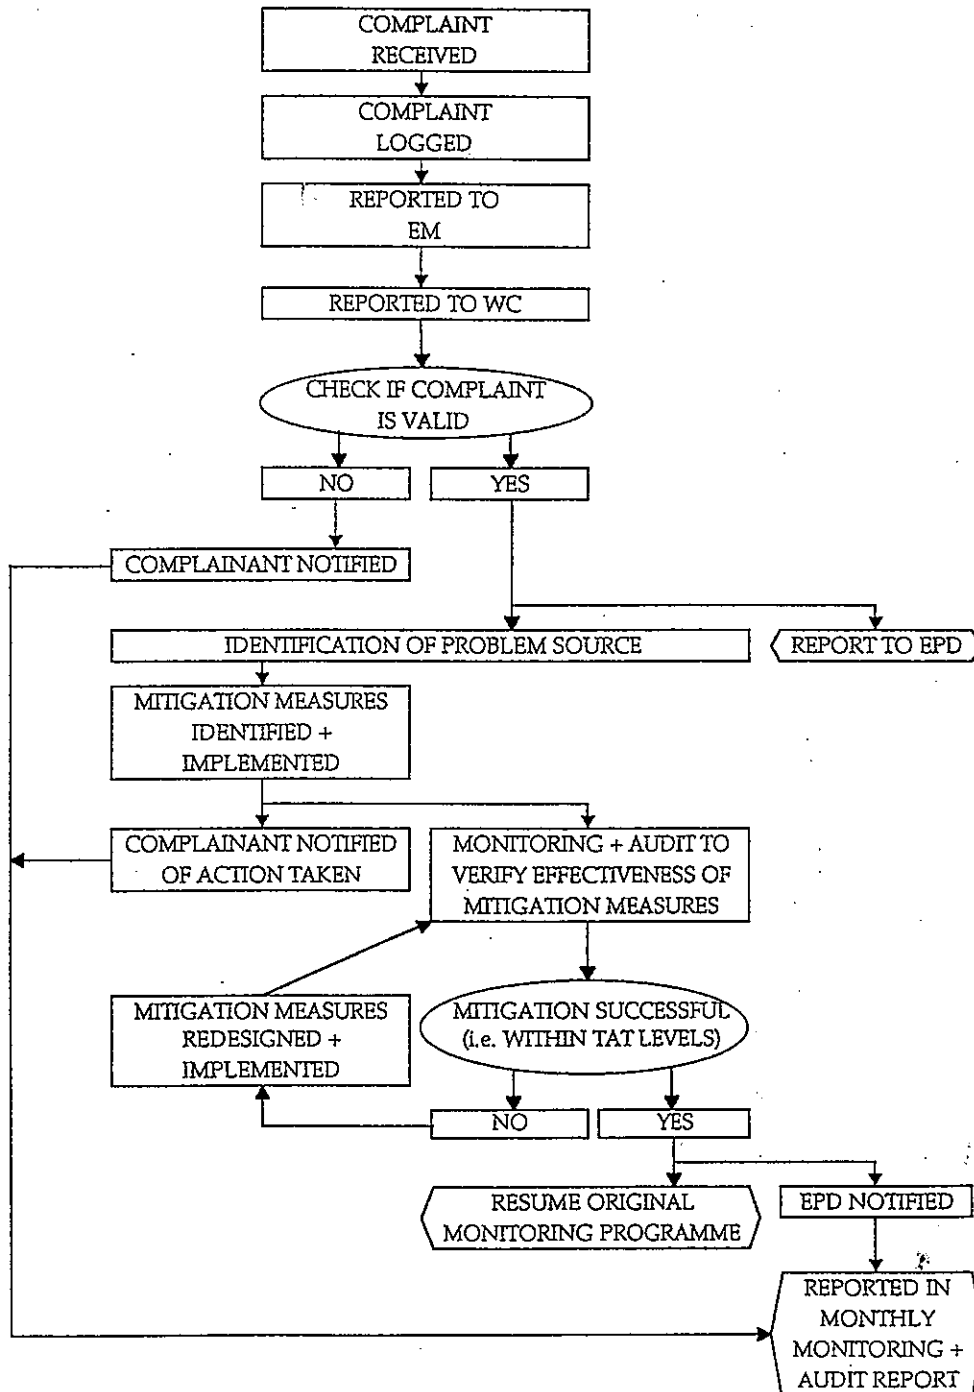 COMPLAINT
RECEIVED
COMPLAINT
LOGGED
REPORTED TO
EM
REPORTED TO WC
CHECK IF COMPLAINT
IS VALID
NO
YES
COMPLAINANT NOTIFIED
IDENTIFICATION OF PROBLEM SOURCE
REPORT TO EPD
MITIGATION MEASURES
IDENTIFIED +
IMPLEMENTED
COMPLAINANT NOTIFIED
OF ACTION TAKEN
MONITORING + AUDIT TO
VERIFY EFFECTIVENESS OF
MITIGATION MEASURES
MITIGATION MEASURES
REDESIGNED +
IMPLEMENTED
MITIGATION SUCCESSFUL
(i.e. WITHIN TAT LEVELS)
NO
YES
RESUME ORIGINAL
MONITORING PROGRAMME
EPD NOTIFIED
REPORTED IN
MONTHLY
MONITORING +
AUDIT REPORT